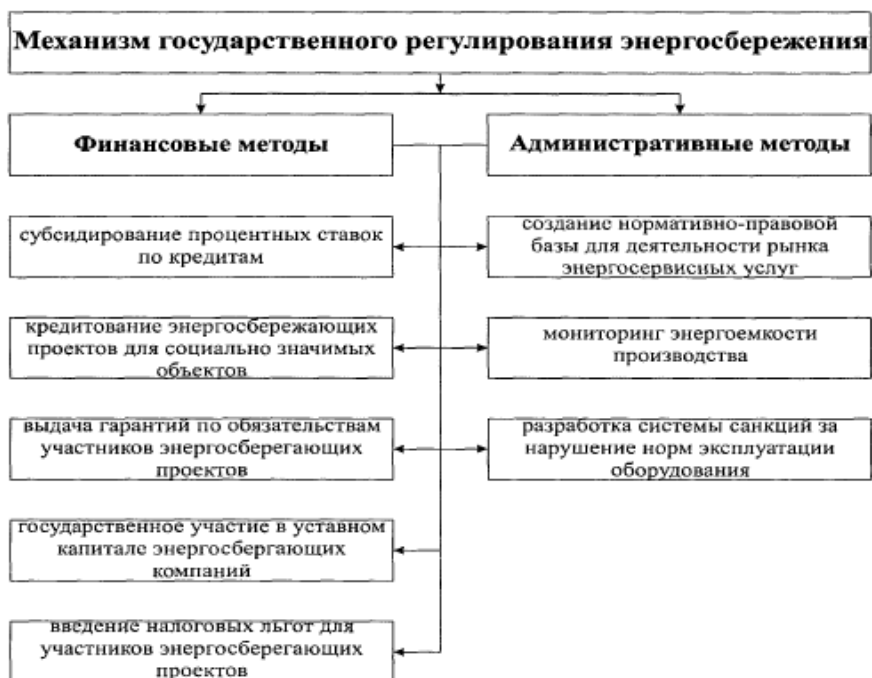 Механизм государственного регулирования энергосбережения
Финансовые методы
Административные методы
субсидирование процентных ставок
по кредитам
создание нормативно-правовой
базы для деятельности рынка
энергосервисных услуг
кредитование энергосбережающих
проектов для социально значимых
объектов
мониторинг энергоемкости
производства
выдача гарантий по обязательствам
участников энергосберегающих
проектов
разработка системы санкций за
нарушение норм эксплуатации
оборудования
государственное участие в уставном
капитале энергосбергающих
компаний
введение налоговых льгот для
участников энергосберегающих
проектов